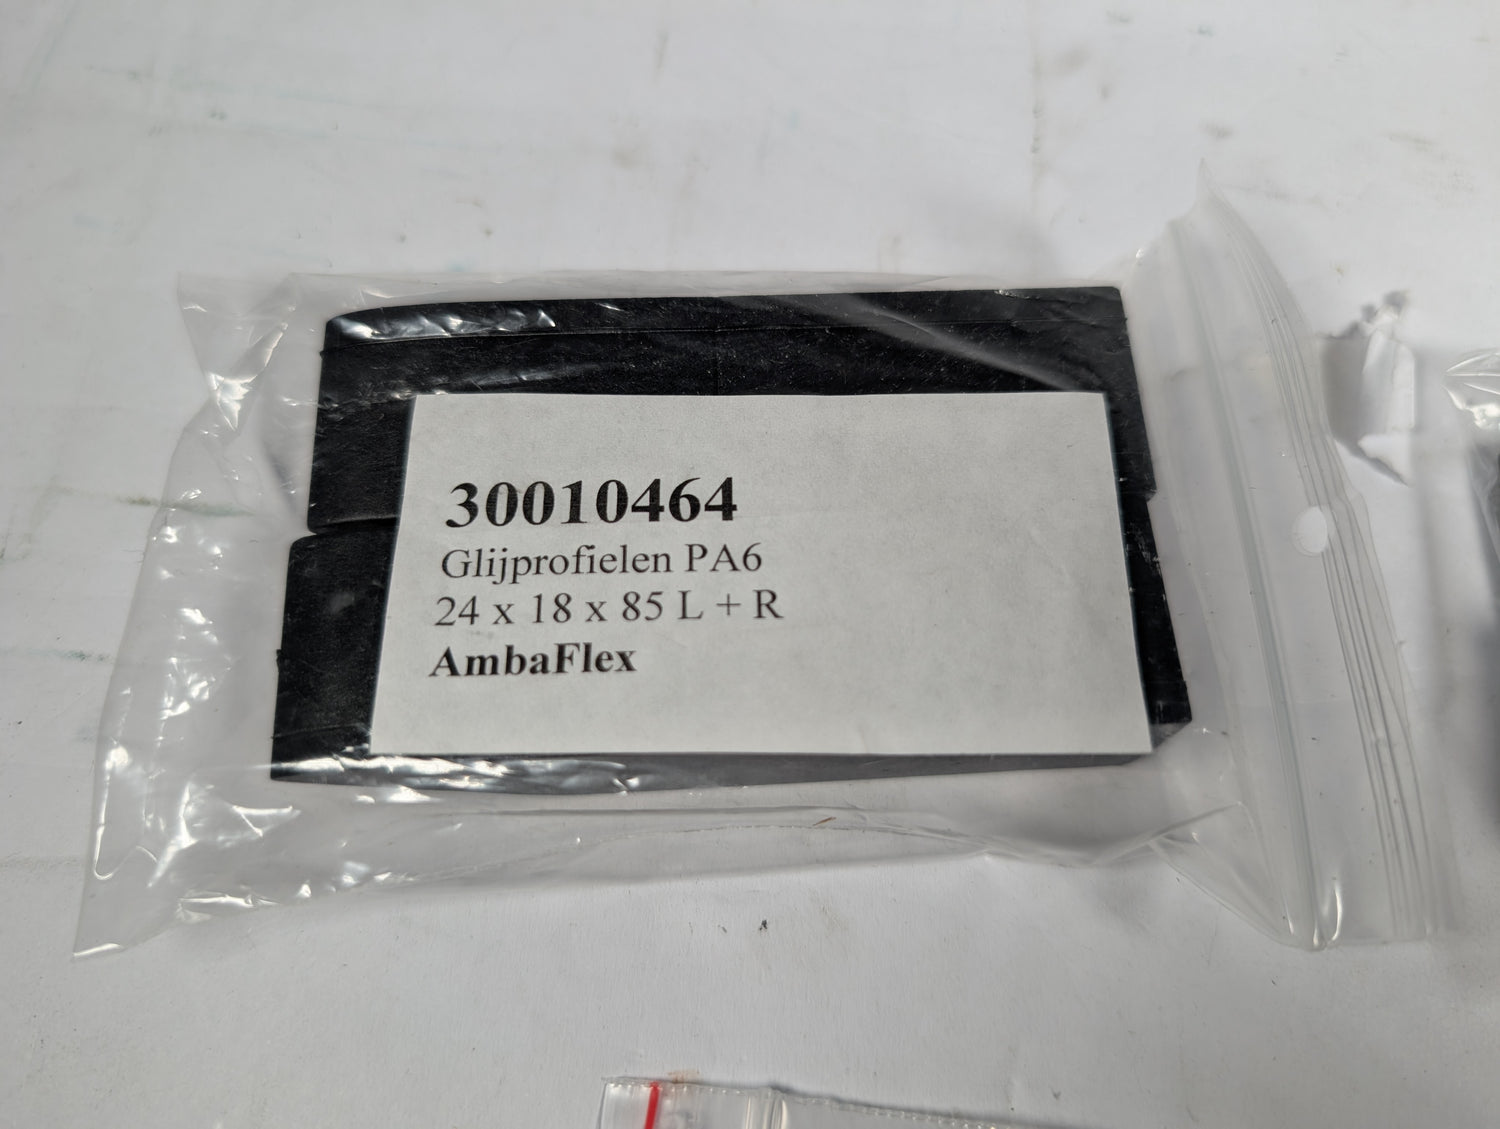 30010464
Glijprofielen PA6
24 x 18 x 85 L + R
AmbaFlex